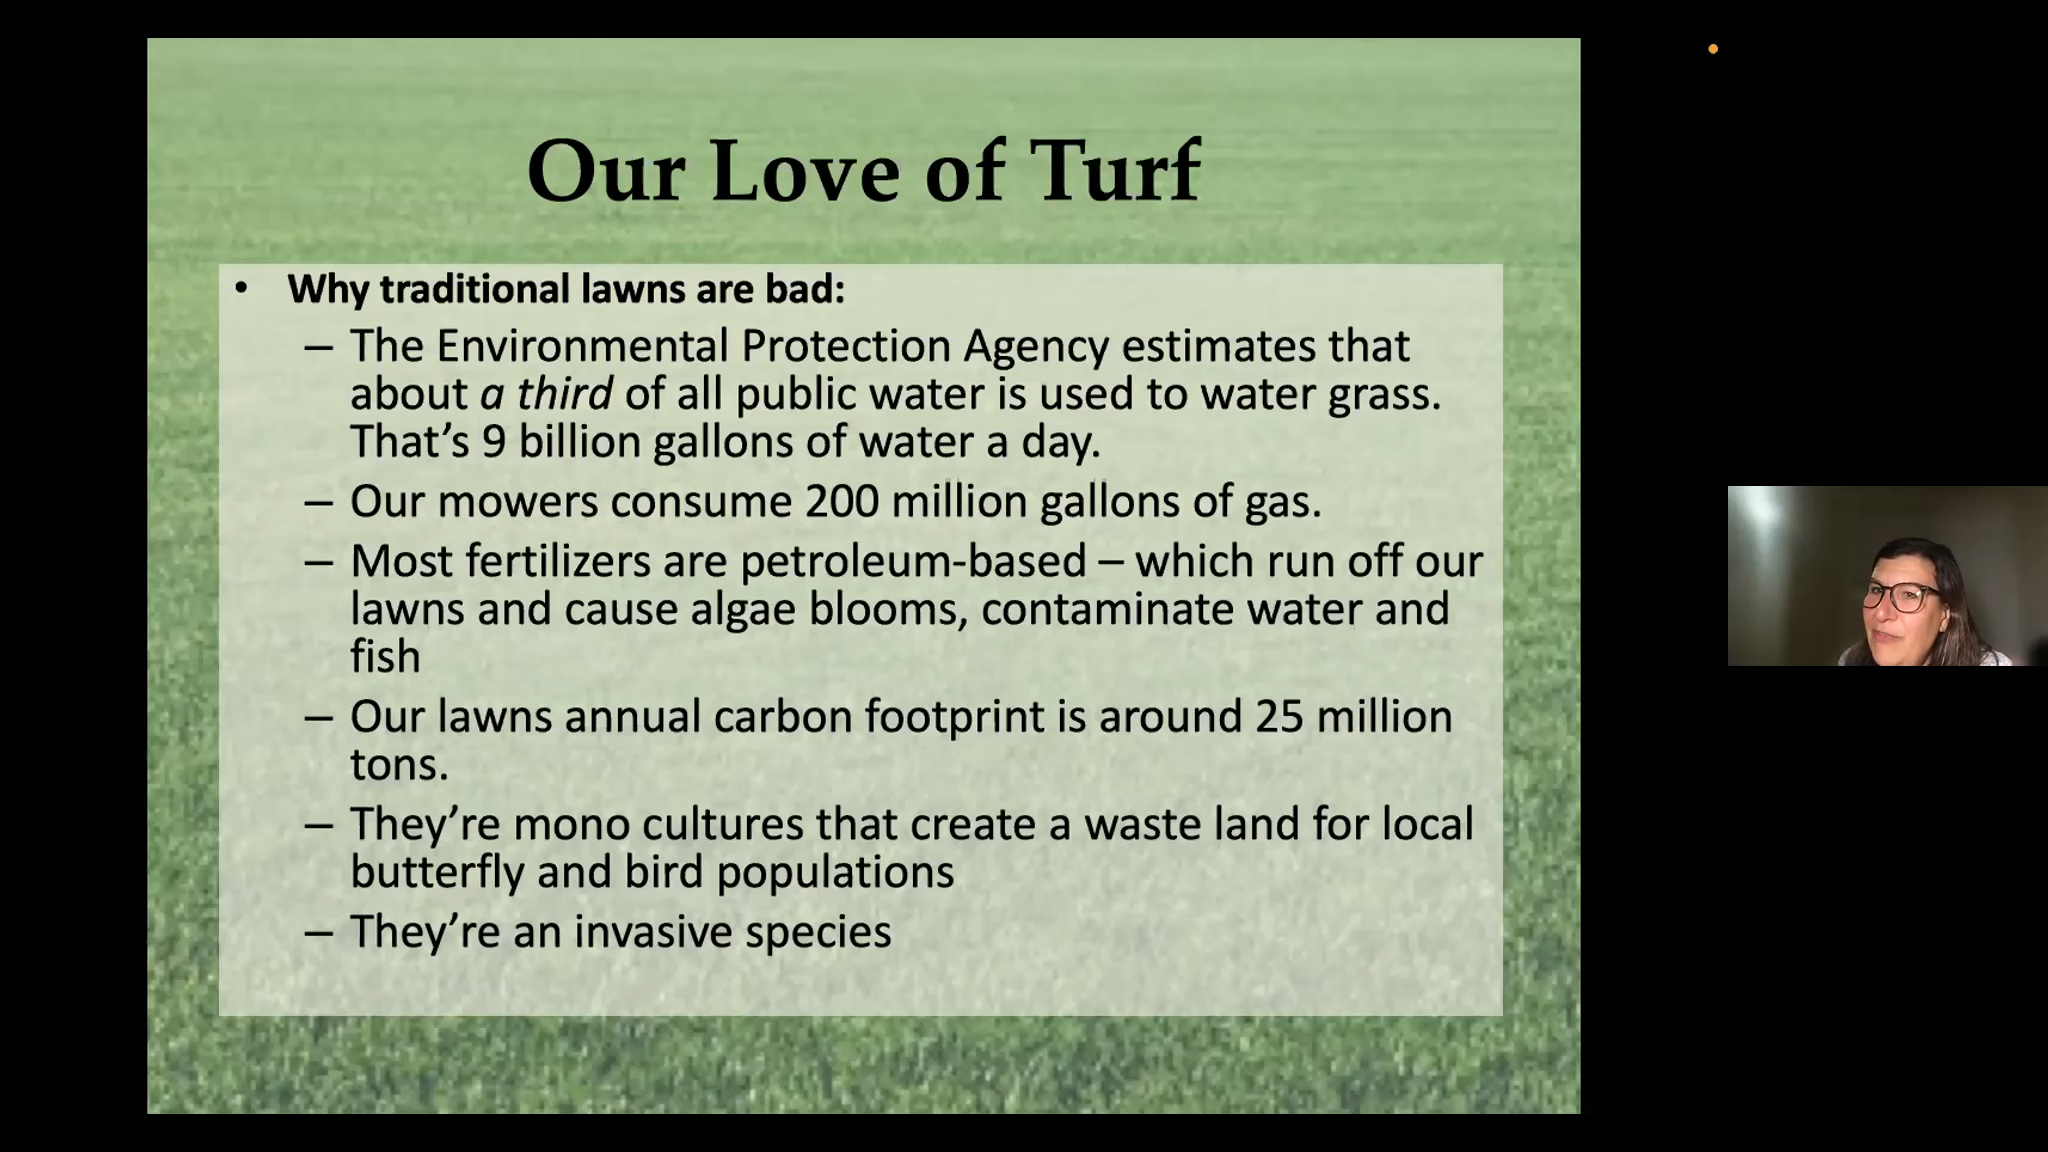 Our Love of Turf
• Why traditional lawns are bad:
– The Environmental Protection Agency estimates that
about a third of all public water is used to water grass.
That’s 9 billion gallons of water a day.
– Our mowers consume 200 million gallons of gas.
– Most fertilizers are petroleum-based – which run off our
lawns and cause algae blooms, contaminate water and
fish
– Our lawns annual carbon footprint is around 25 million
tons.
– They’re mono cultures that create a waste land for local
butterfly and bird populations
– They’re an invasive species